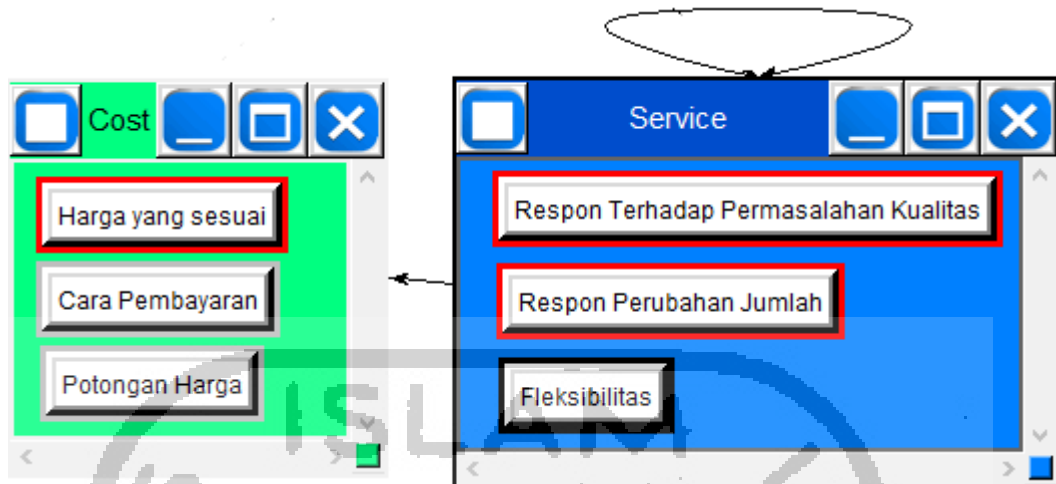 Cost
Harga yang sesuai
Cara Pembayaran
Potongan Harga
Service
Respon Terhadap Permasalahan Kualitas
Respon Perubahan Jumlah
Fleksibilitas
ISLAM